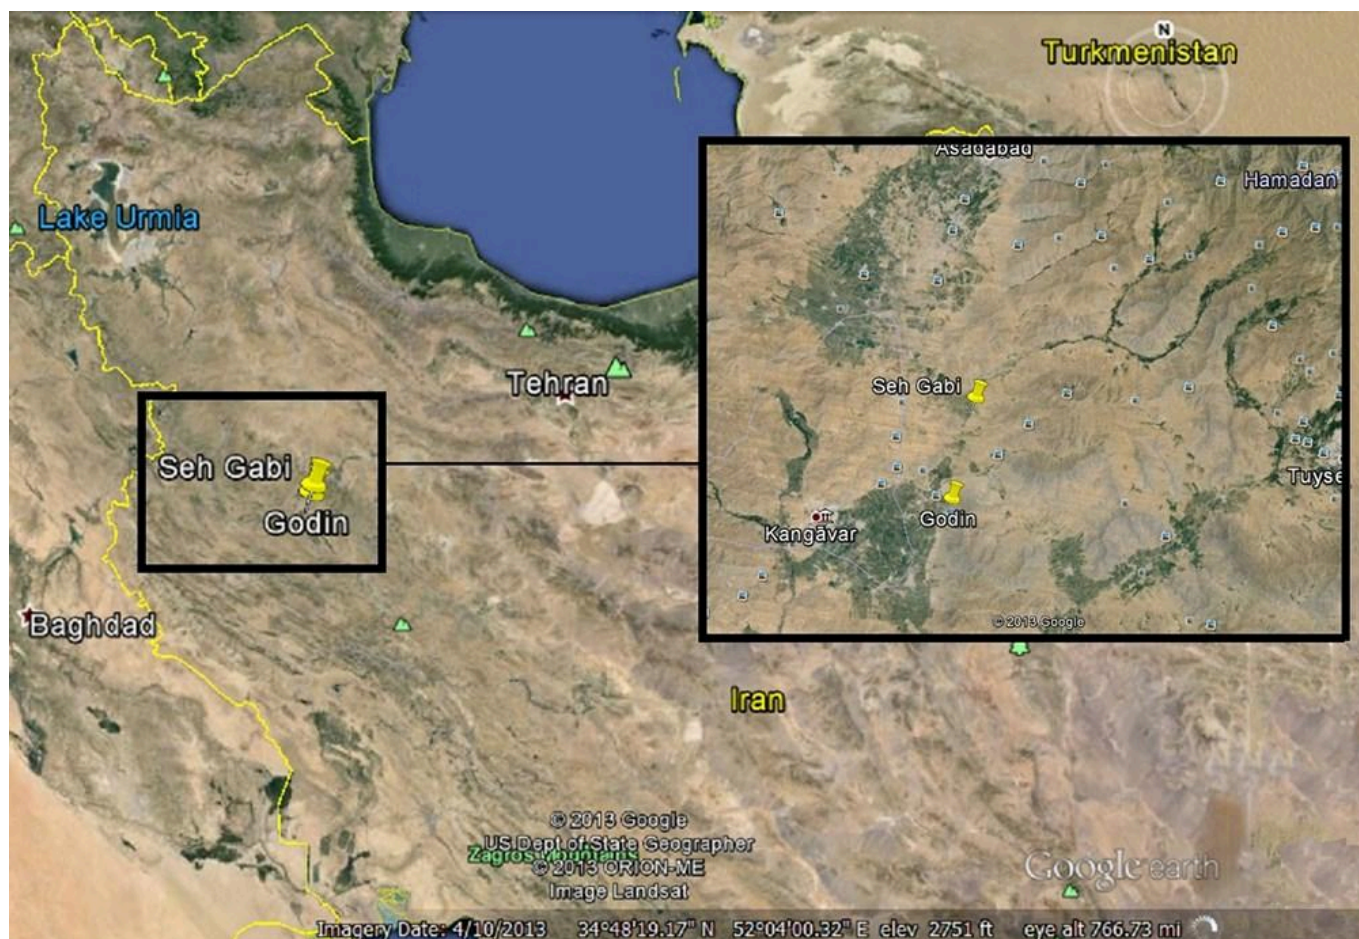 N
Turkmenistan
Asadabad
Hamadan
Lake Urmia
Tehran
Seh Gabi
Seh Gabi
Godin
Tuyse
Godin
Kangāvar
Baghdad
© 2013 Google
Iran
© 2013 Google
US Dept of State Geographer
Zagros Mountains
© 2013 ORION-ME
Image Landsat
Google earth
Imagery Date: 4/10/2013 34°48'19.17" N 52°04'00.32" E elev 2751 ft eye alt 766.73 mi